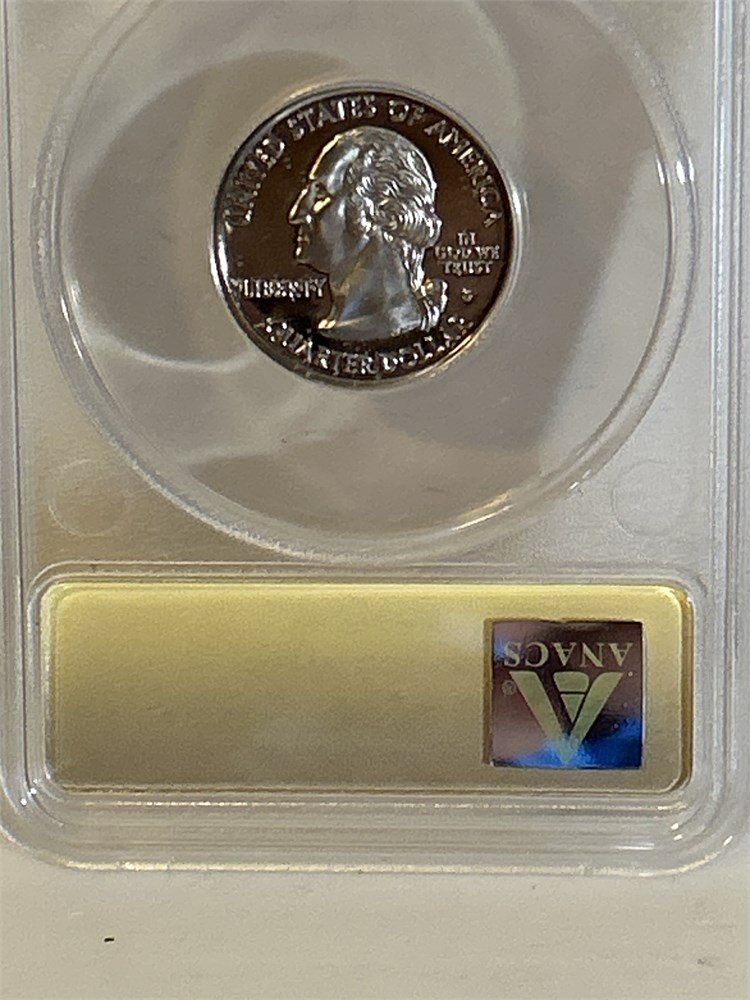 UNITED STATES OF AMERICA
LIBERTY
IN
GOD WE
TRUST
S
QUARTER DOLLAR
ANACS
®